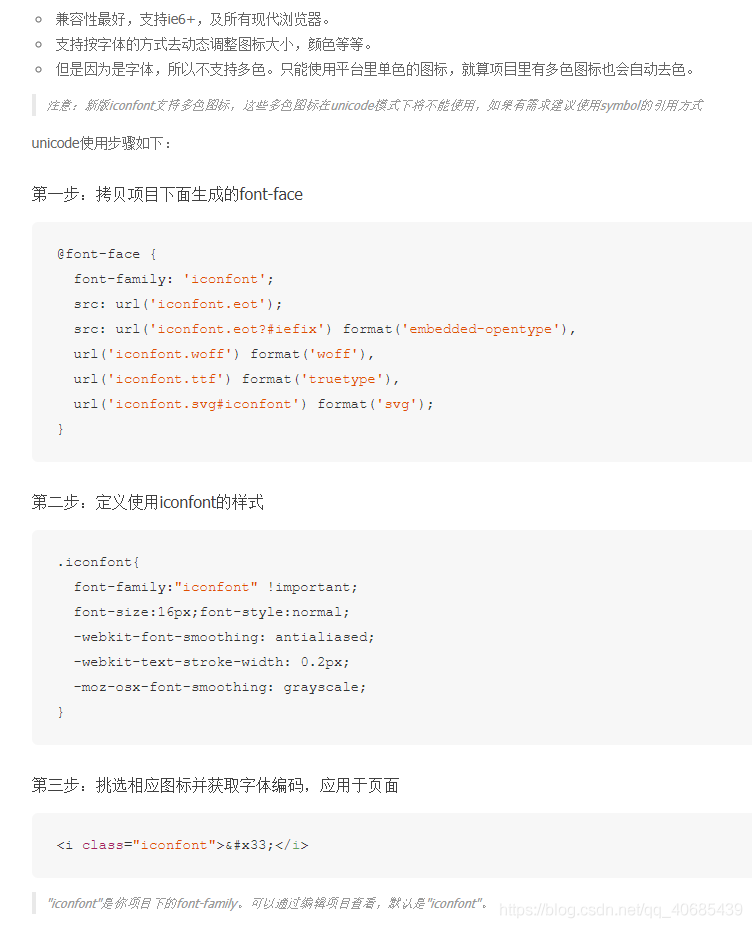 兼容性最好，支持ie6+，及所有现代浏览器。
支持按字体的方式去动态调整图标大小，颜色等等。
但是因为是字体，所以不支持多色。只能使用平台里单色的图标，就算项目里有多色图标也会自动去色。
注意：新版iconfont支持多色图标，这些多色图标在unicode模式下将不能使用，如果有需求建议使用symbol的引用方式
unicode使用步骤如下：
第一步：拷贝项目下面生成的font-face
@font-face {
font-family: 'iconfont';
src: url('iconfont.eot');
src: url('iconfont.eot?#iefix') format('embedded-opentype'),
url('iconfont.woff') format('woff'),
url('iconfont.ttf') format('truetype'),
url('iconfont.svg#iconfont') format('svg');
}
第二步：定义使用iconfont的样式
.iconfont{
font-family:"iconfont" !important;
font-size:16px;font-style:normal;
-webkit-font-smoothing: antialiased;
-webkit-text-stroke-width: 0.2px;
-moz-osx-font-smoothing: grayscale;
}
第三步：挑选相应图标并获取字体编码，应用于页面
<i class="iconfont">&#x33;</i>
"iconfont"是你项目下的font-family。可以通过编辑项目查看，默认是"iconfont"。
https://blog.csdn.net/qq_40685439